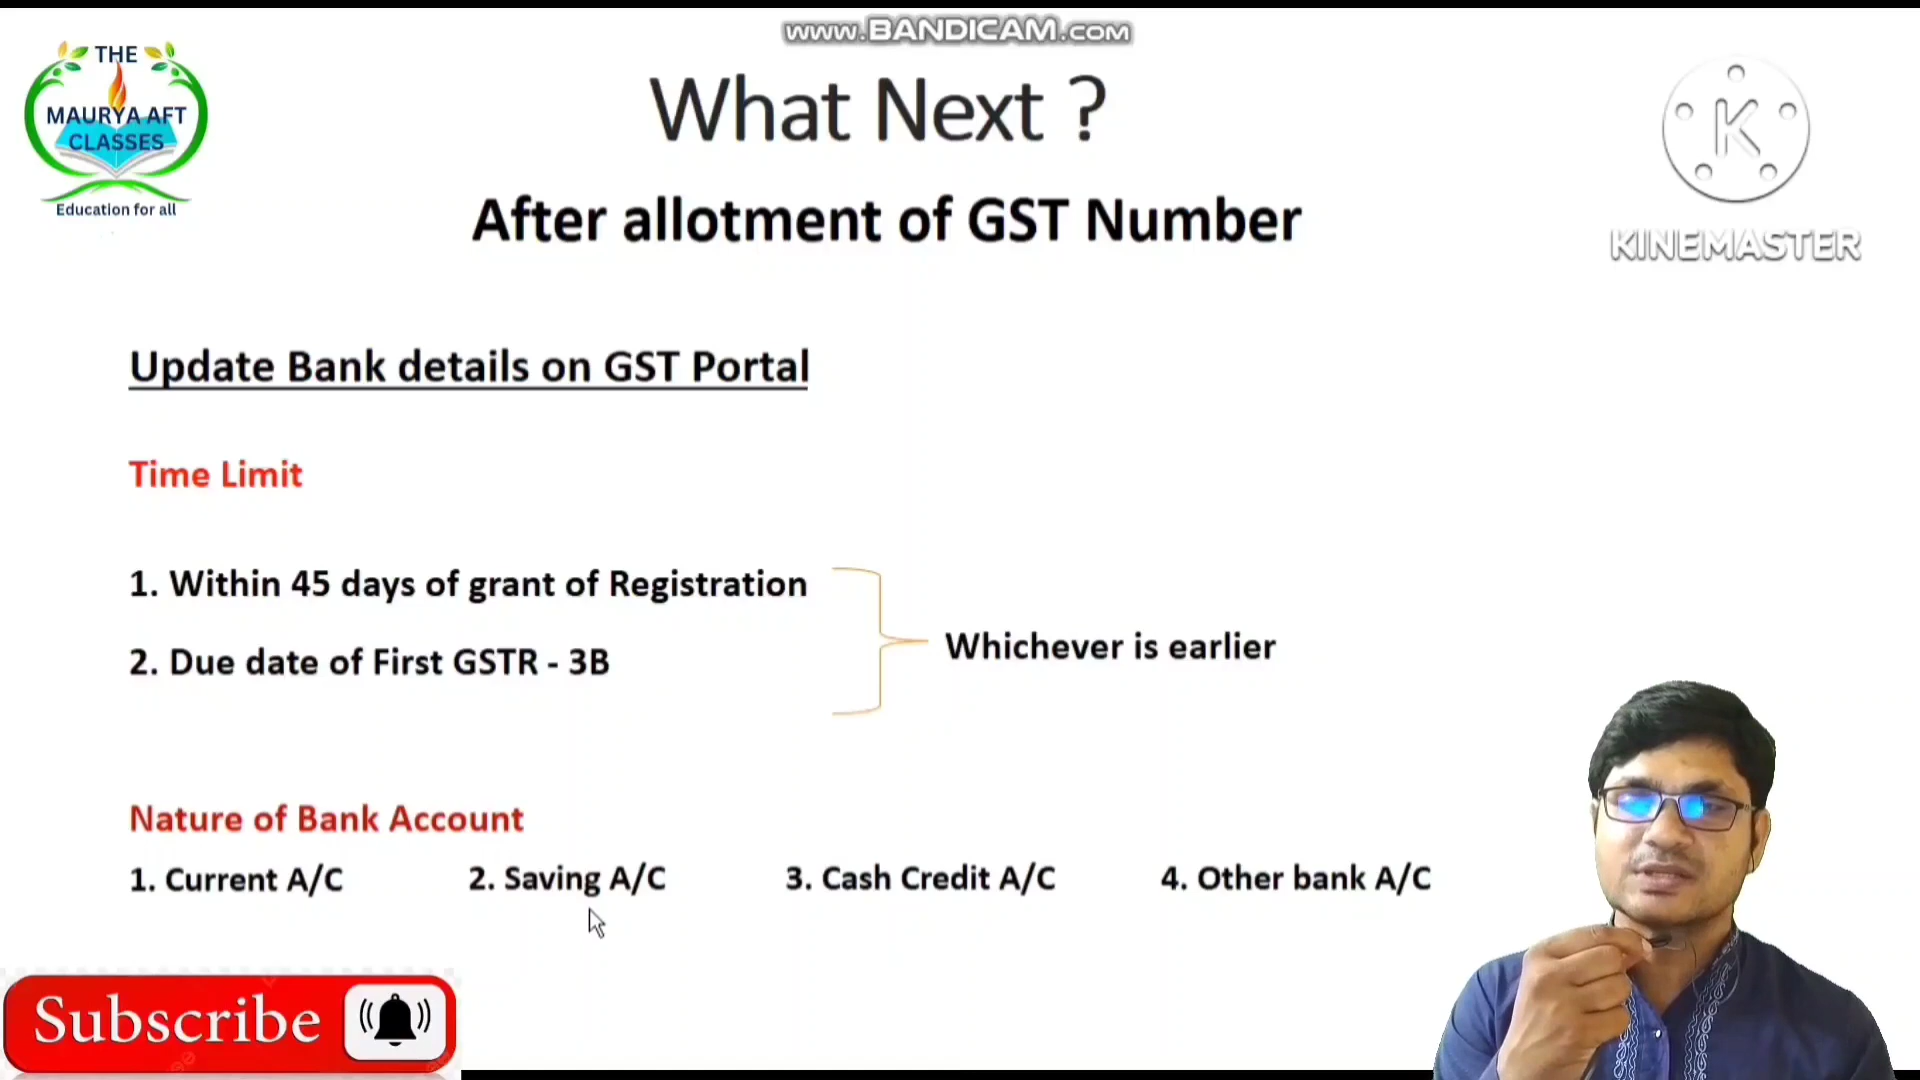 www.BANDICAM.com
THE
MAURYA AFT
CLASSES
Education for all
What Next ?
After allotment of GST Number
K
KINEMASTER
Update Bank details on GST Portal
Time Limit
1. Within 45 days of grant of Registration
2. Due date of First GSTR - 3B
Whichever is earlier
Nature of Bank Account
1. Current A/C 2. Saving A/C 3. Cash Credit A/C 4. Other bank A/C
Subscribe